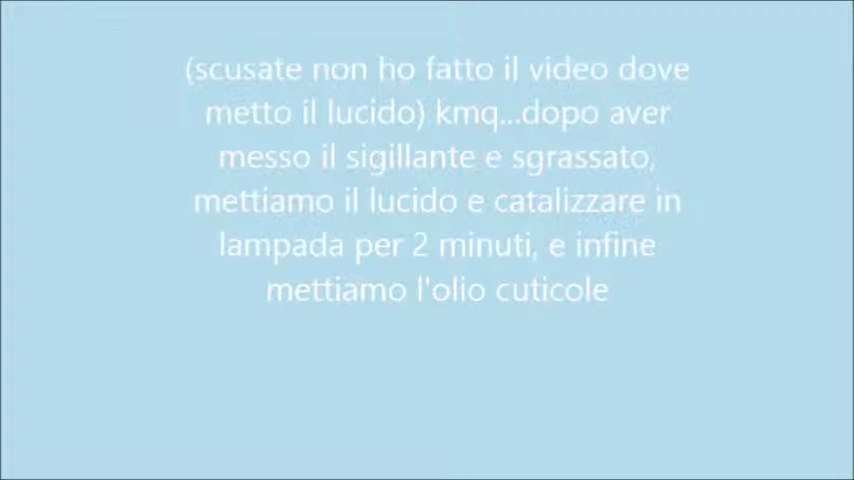 (scusate non ho fatto il video dove
metto il lucido) kmq...dopo aver
messo il sigillante e sgrassato,
mettiamo il lucido e catalizzare in
lampada per 2 minuti, e infine
mettiamo l'olio cuticole